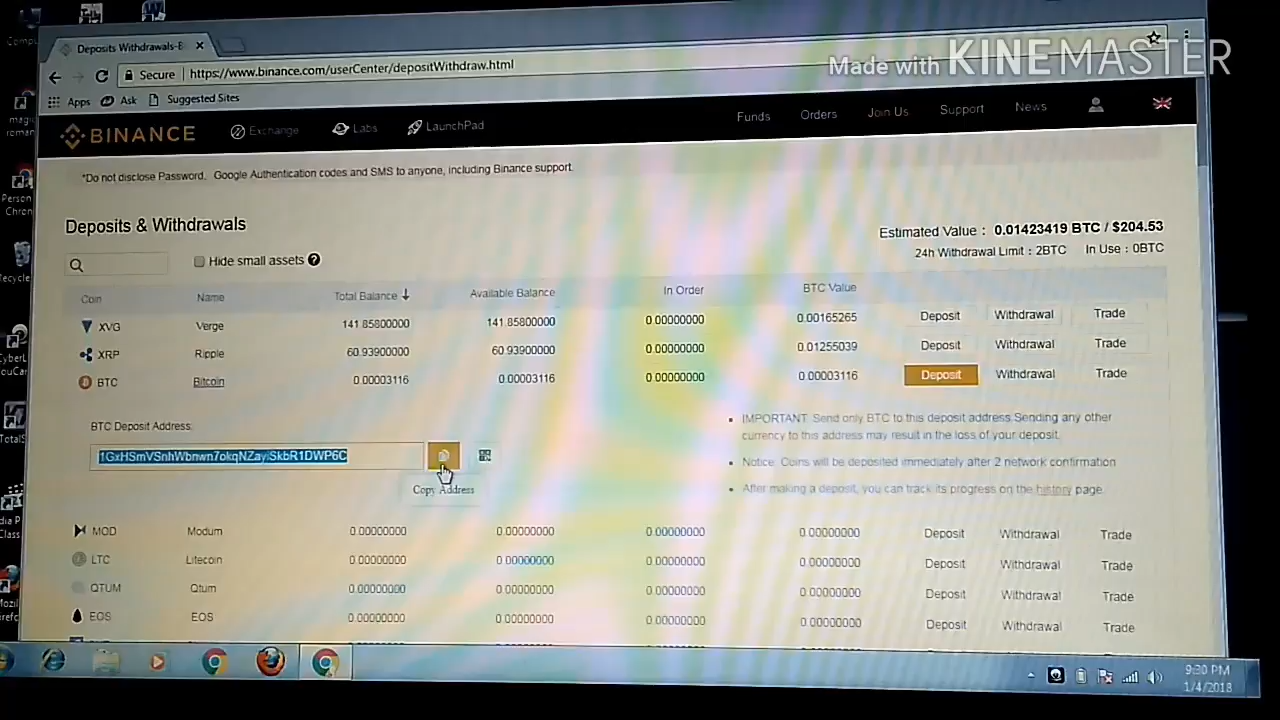 Deposits Withdrawals-B
Made with KINEMASTER
Secure https://www.binance.com/userCenter/depositWithdraw.html
Apps Ask Suggested Sites
BINANCE Exchange Labs LaunchPad Funds Orders Join Us Support News
*Do not disclose Password, Google Authentication codes and SMS to anyone, including Binance support.
Deposits & Withdrawals
Estimated Value : 0.01423419 BTC / $204.53
Hide small assets ?
24h Withdrawal Limit : 2BTC In Use : 0BTC
Coin Name Total Balance ↓ Available Balance In Order BTC Value
XVG Verge 141.85800000 141.85800000 0.00000000 0.00165265 Deposit Withdrawal Trade
XRP Ripple 60.93900000 60.93900000 0.00000000 0.01255039 Deposit Withdrawal Trade
BTC Bitcoin 0.00003116 0.00003116 0.00000000 0.00003116 Deposit Withdrawal Trade
BTC Deposit Address:
1GxHSmVSnhWbnwn7okqNZayiSkbR1DWP6C
Copy Address
IMPORTANT: Send only BTC to this deposit address.Sending any other
currency to this address may result in the loss of your deposit.
Notice: Coins will be deposited immediately after 2 network confirmation
After making a deposit, you can track its progress on the history page.
MOD Modum 0.00000000 0.00000000 0.00000000 0.00000000 Deposit Withdrawal Trade
LTC Litecoin 0.00000000 0.00000000 0.00000000 0.00000000 Deposit Withdrawal Trade
QTUM Qtum 0.00000000 0.00000000 0.00000000 0.00000000 Deposit Withdrawal Trade
EOS EOS 0.00000000 0.00000000 0.00000000 0.00000000 Deposit Withdrawal Trade
9:30 PM
1/4/2018